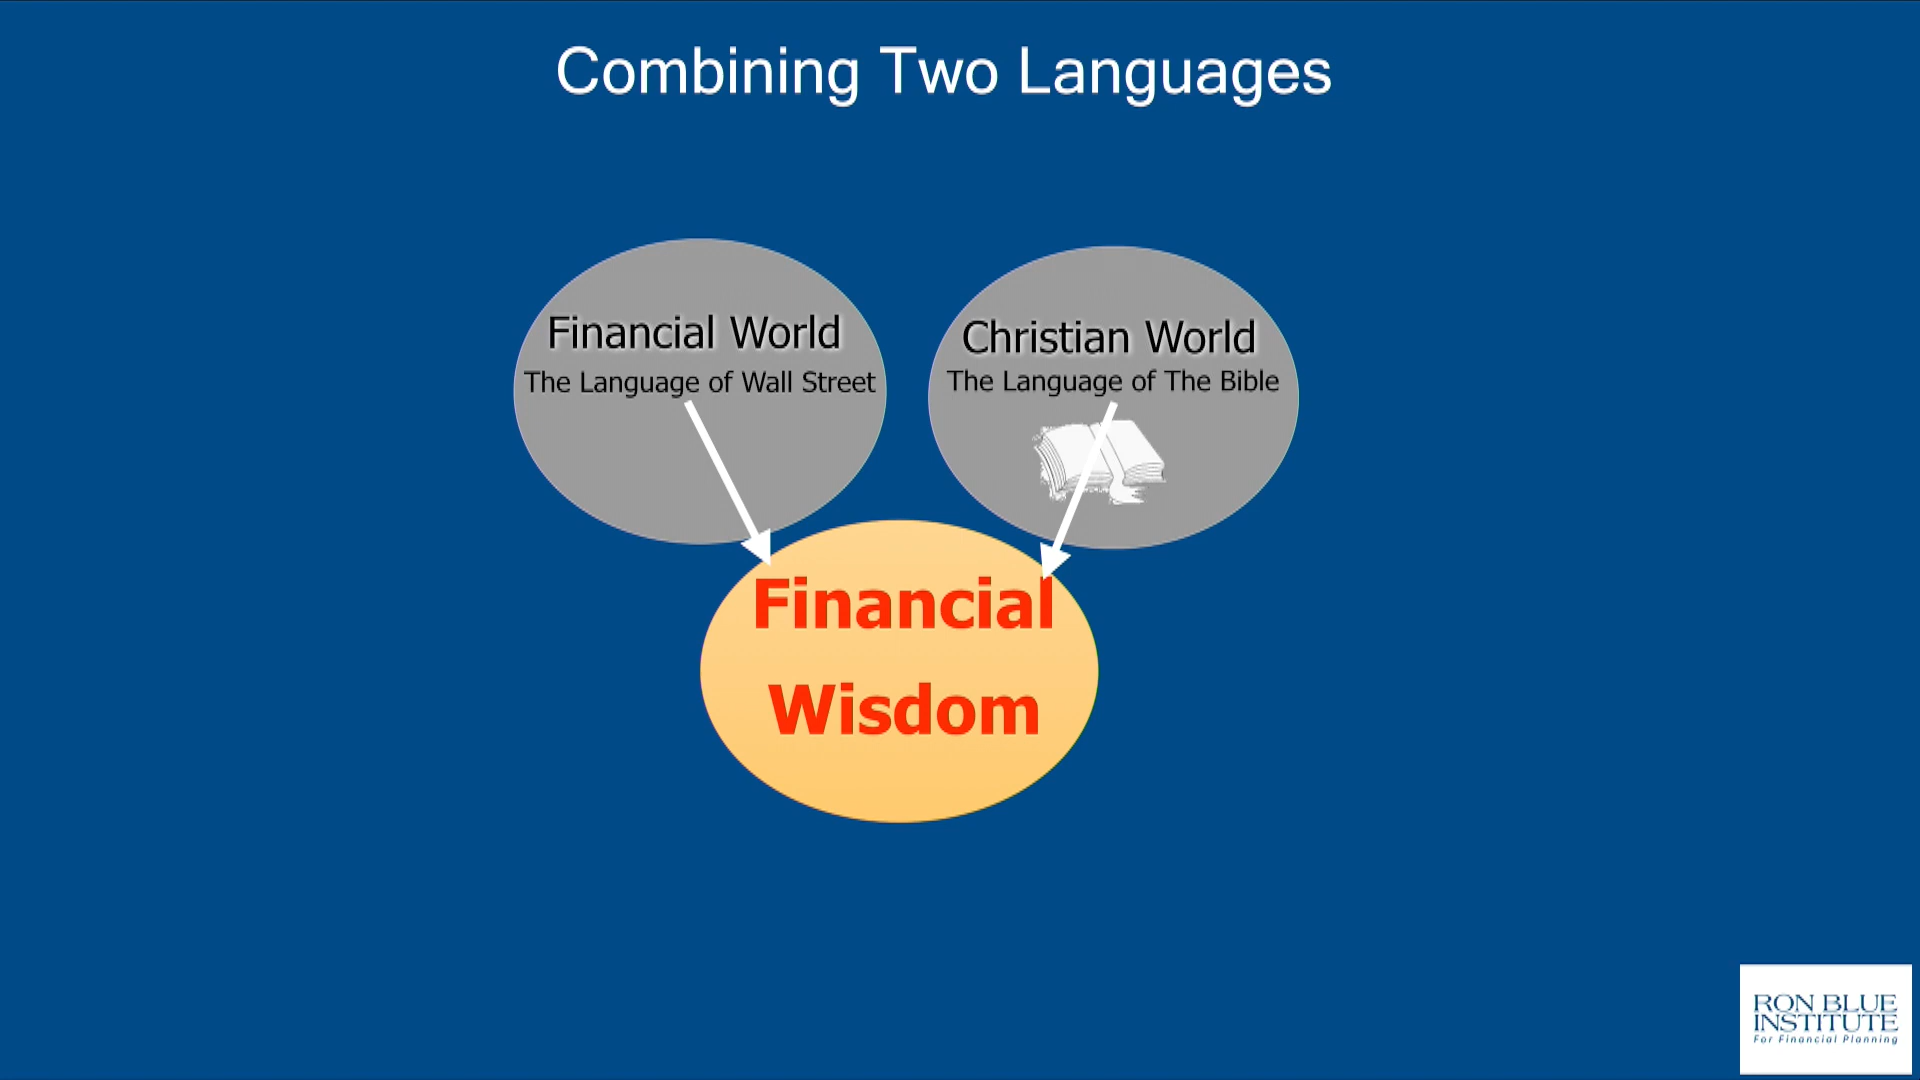 Combining Two Languages
Financial World
The Language of Wall Street
Christian World
The Language of The Bible
Financial
Wisdom
RON BLUE
INSTITUTE
For Financial Planning